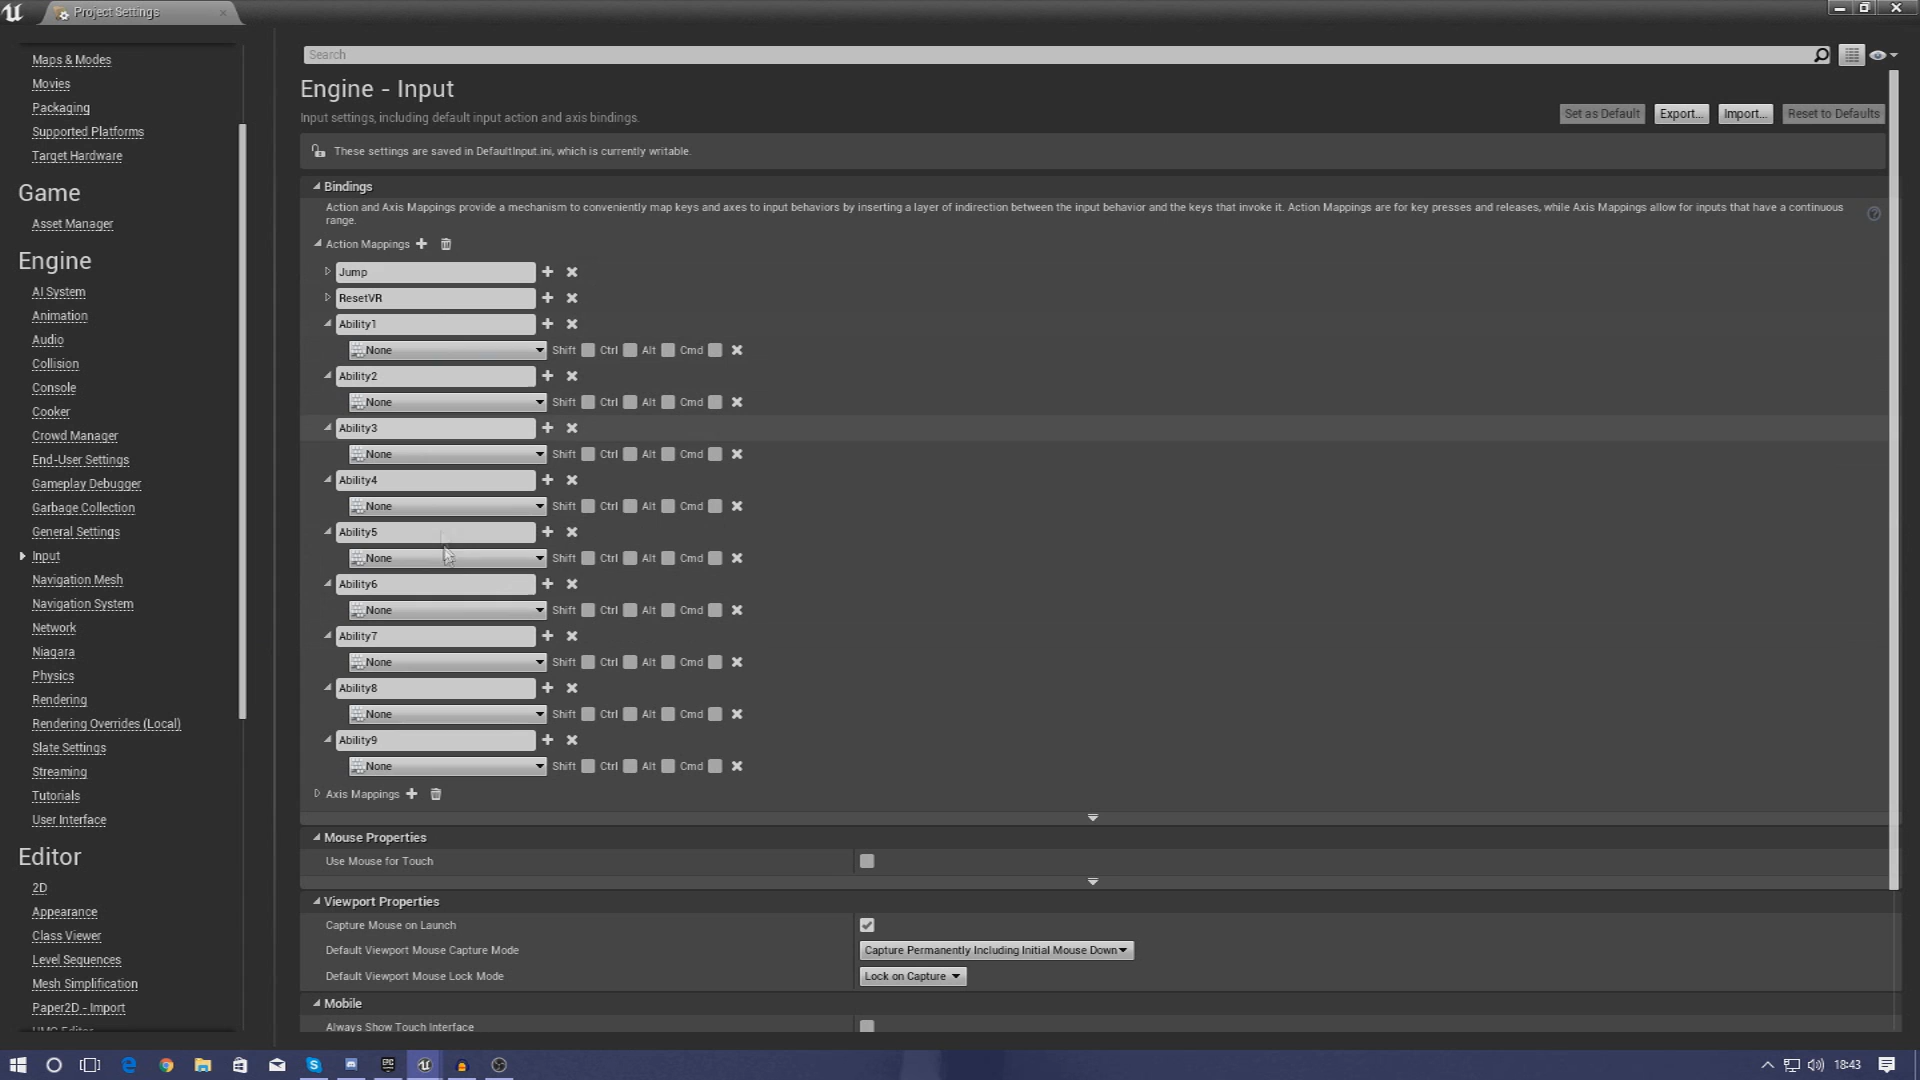 Project Settings
Maps & Modes
Movies
Packaging
Supported Platforms
Target Hardware
Game
Asset Manager
Engine
AI System
Animation
Audio
Collision
Console
Cooker
Crowd Manager
End-User Settings
Gameplay Debugger
Garbage Collection
General Settings
Input
Navigation Mesh
Navigation System
Network
Niagara
Physics
Rendering
Rendering Overrides (Local)
Slate Settings
Streaming
Tutorials
User Interface
Editor
2D
Appearance
Class Viewer
Level Sequences
Mesh Simplification
Paper2D - Import
UMG Editor
Search
Engine - Input
Input settings, including default input action and axis bindings.
Set as Default Export... Import... Reset to Defaults
These settings are saved in DefaultInput.ini, which is currently writable.
Bindings
Action and Axis Mappings provide a mechanism to conveniently map keys and axes to input behaviors by inserting a layer of indirection between the input behavior and the keys that invoke it. Action Mappings are for key presses and releases, while Axis Mappings allow for inputs that have a continuous
range.
Action Mappings
Jump
ResetVR
Ability1
None Shift Ctrl Alt Cmd
Ability2
None Shift Ctrl Alt Cmd
Ability3
None Shift Ctrl Alt Cmd
Ability4
None Shift Ctrl Alt Cmd
Ability5
None Shift Ctrl Alt Cmd
Ability6
None Shift Ctrl Alt Cmd
Ability7
None Shift Ctrl Alt Cmd
Ability8
None Shift Ctrl Alt Cmd
Ability9
None Shift Ctrl Alt Cmd
Axis Mappings
Mouse Properties
Use Mouse for Touch
Viewport Properties
Capture Mouse on Launch
Default Viewport Mouse Capture Mode Capture Permanently Including Initial Mouse Down
Default Viewport Mouse Lock Mode Lock on Capture
Mobile
Always Show Touch Interface
18:43